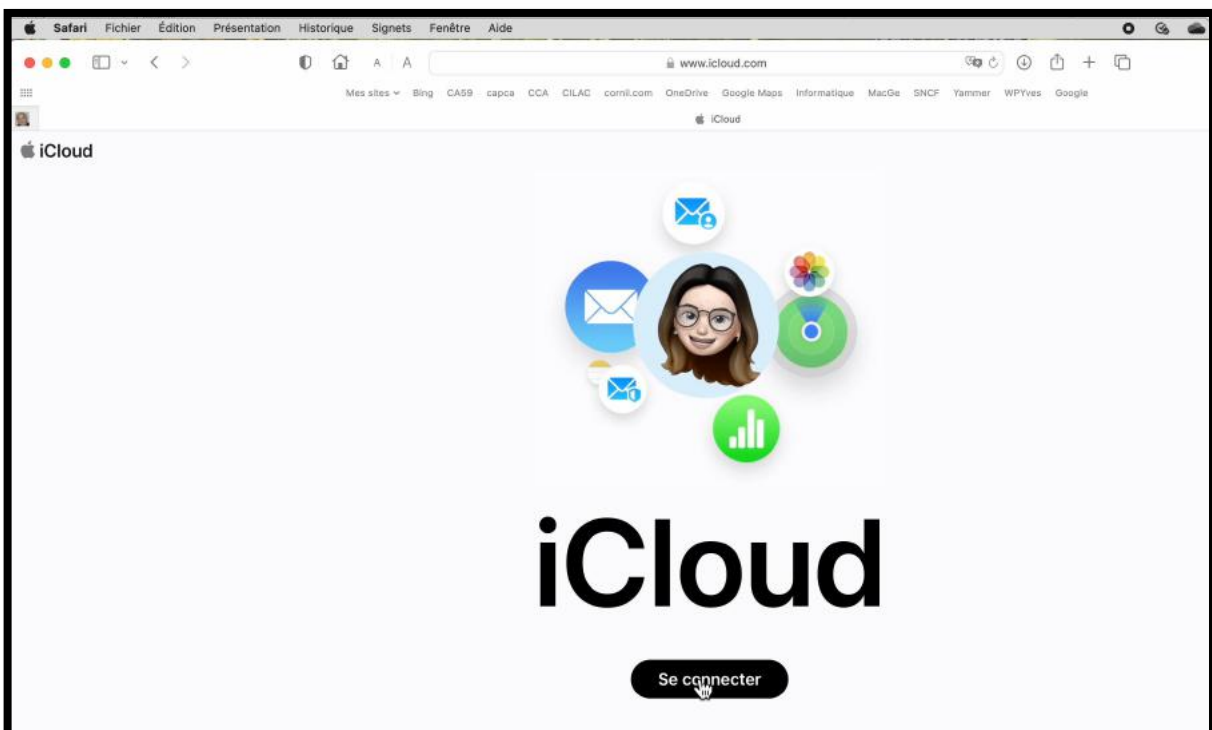 Safari Fichier Édition Présentation Historique Signets Fenêtre Aide
A A www.icloud.com
Mes sites Bing CA59 capca CCA CILAC cornil.com OneDrive Google Maps Informatique MacGe SNCF Yammer WPYves Google
iCloud
iCloud
iCloud
Se connecter